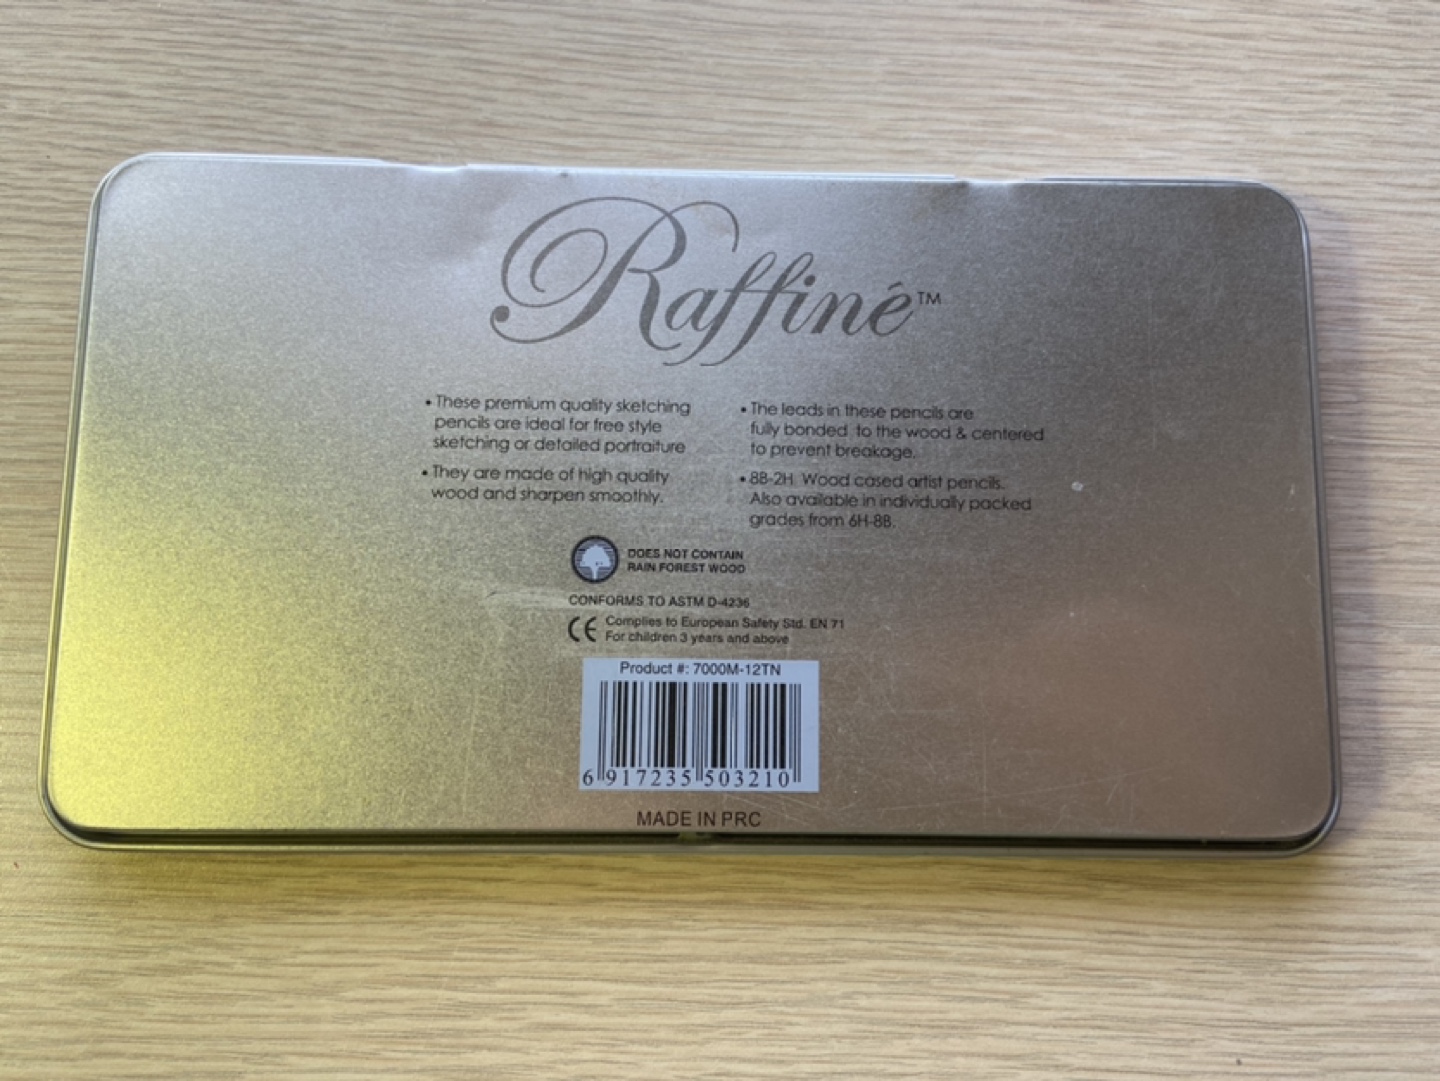 Raffiné™
• These premium quality sketching
pencils are ideal for free style
sketching or detailed portraiture
• They are made of high quality
wood and sharpen smoothly.
• The leads in these pencils are
fully bonded to the wood & centered
to prevent breakage.
• 8B-2H Wood cased artist pencils.
Also available in individually packed
grades from 6H-8B.
DOES NOT CONTAIN
RAIN FOREST WOOD
CONFORMS TO ASTM D-4236
CE Complies to European Safety Std. EN 71
For children 3 years and above
Product #: 7000M-12TN
6 917235 503210
MADE IN PRC